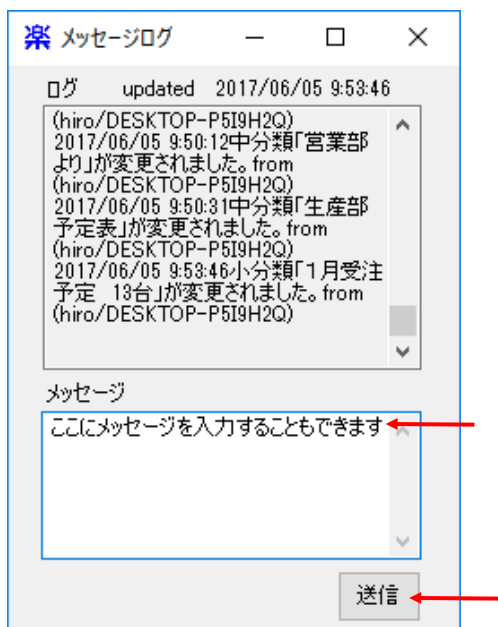 楽 メッセージログ
ログ updated 2017/06/05 9:53:46
(hiro/DESKTOP-P5I9H2Q)
2017/06/05 9:50:12中分類「営業部
より」が変更されました。from
(hiro/DESKTOP-P5I9H2Q)
2017/06/05 9:50:31中分類「生産部
予定表」が変更されました。from
(hiro/DESKTOP-P5I9H2Q)
2017/06/05 9:53:46小分類「１月受注
予定　13台」が変更されました。from
(hiro/DESKTOP-P5I9H2Q)
メッセージ
ここにメッセージを入力することもできます
送信